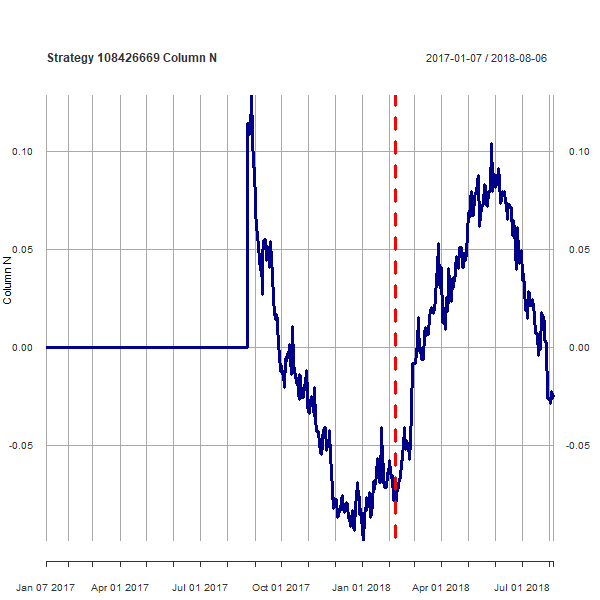 Strategy 108426669 Column N 2017-01-07 / 2018-08-06
0.10 0.10
0.05 0.05
Column N
0.00 0.00
-0.05 -0.05
Jan 07 2017 Apr 01 2017 Jul 01 2017 Oct 01 2017 Jan 01 2018 Apr 01 2018 Jul 01 2018